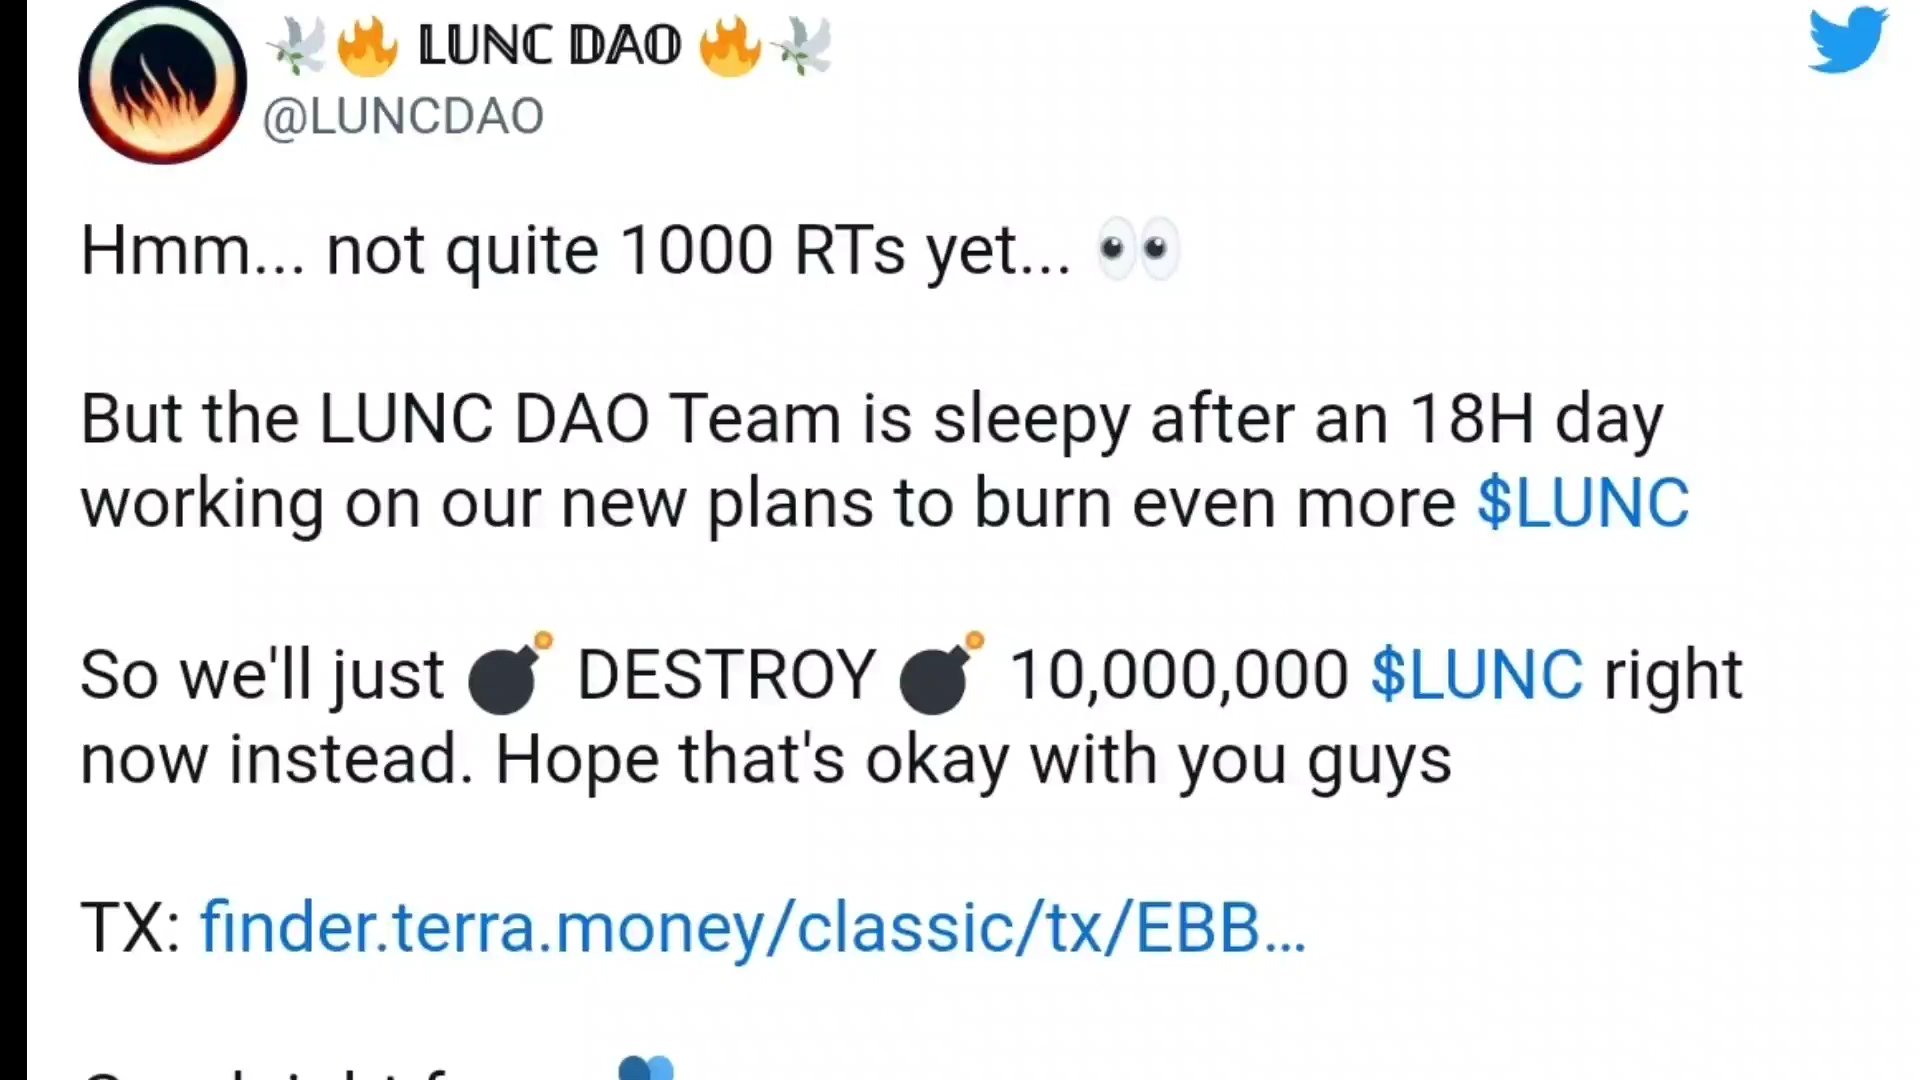 🕊️🔥 𝕃𝕌ℕℂ 𝔻𝔸𝕆 🔥🕊️
@LUNCDAO
Hmm... not quite 1000 RTs yet... 👀
But the LUNC DAO Team is sleepy after an 18H day
working on our new plans to burn even more $LUNC
So we'll just 💣 DESTROY 💣 10,000,000 $LUNC right
now instead. Hope that's okay with you guys
TX: finder.terra.money/classic/tx/EBB…